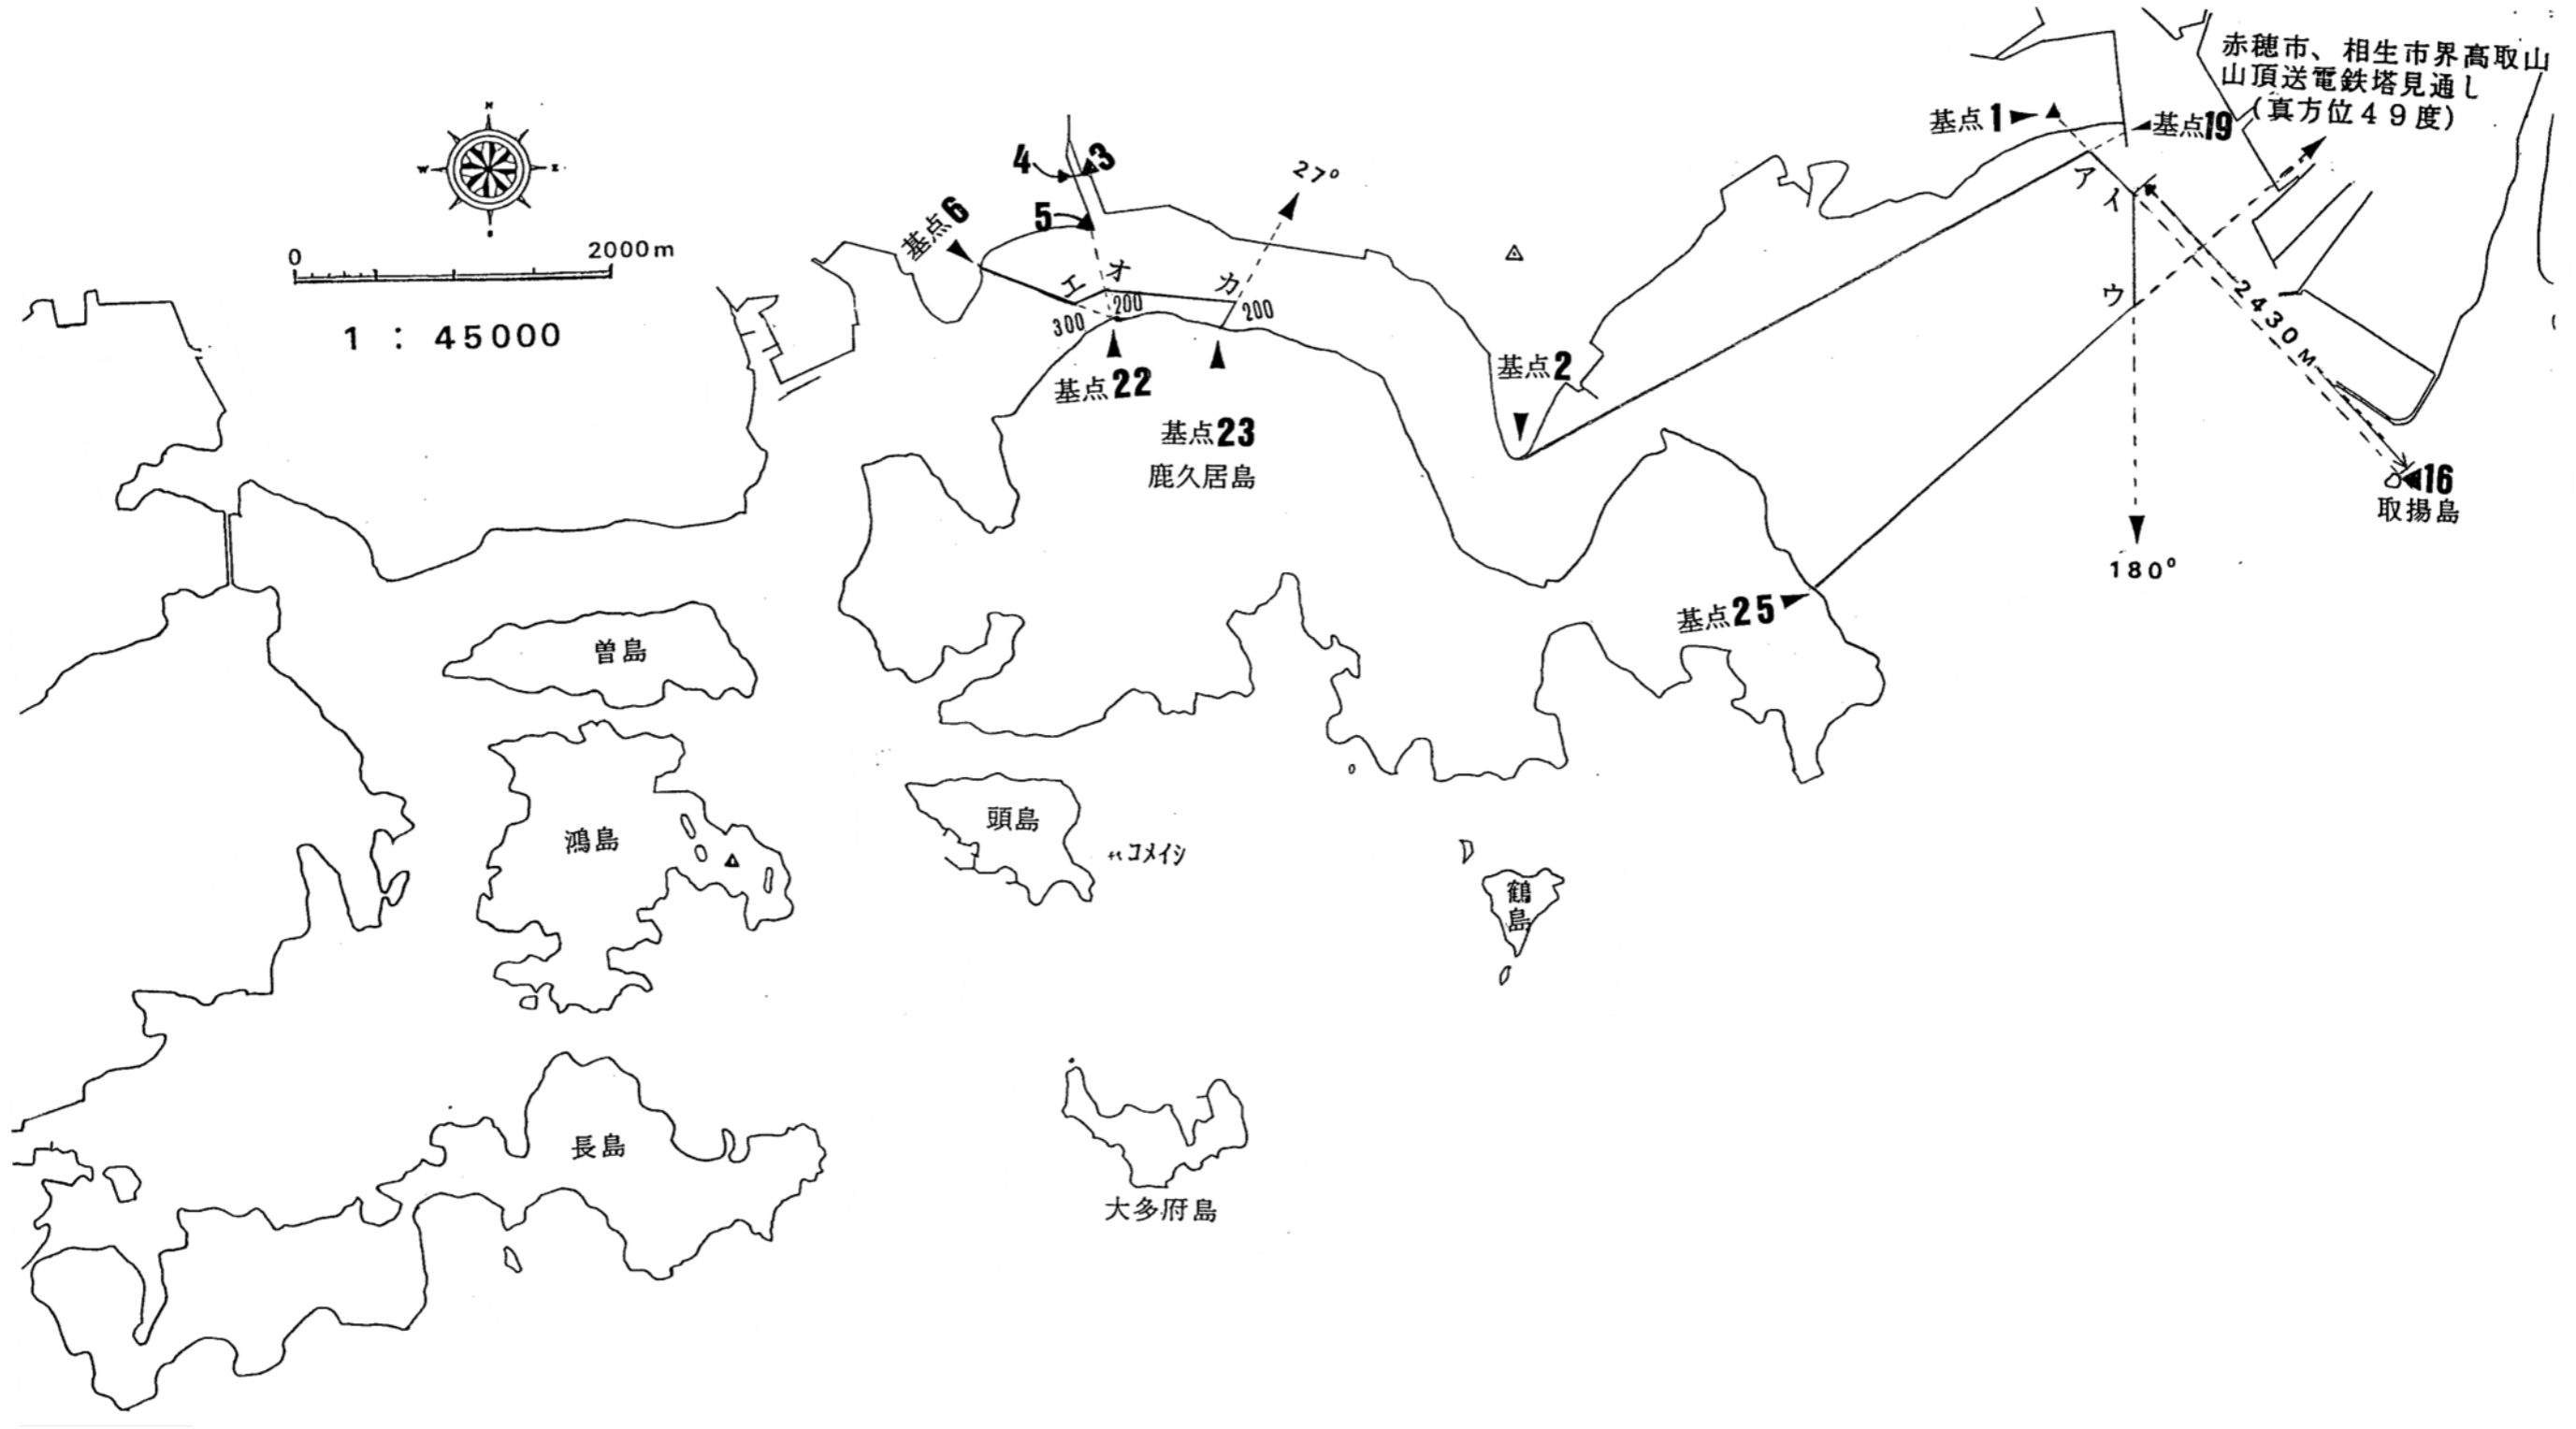 赤穂市、相生市界髙取山
山頂送電鉄塔見通し
(真方位49度)
基点1
基点19
N
W
E
S
0
2000m
1 : 45000
4
3
5
基点6
27°
エ
オ
カ
300
200
200
基点22
基点23
鹿久居島
基点2
ア
イ
ウ
2430M
16
取揚島
180°
基点25
曽島
鴻島
頭島
コメイシ
鶴島
長島
大多府島